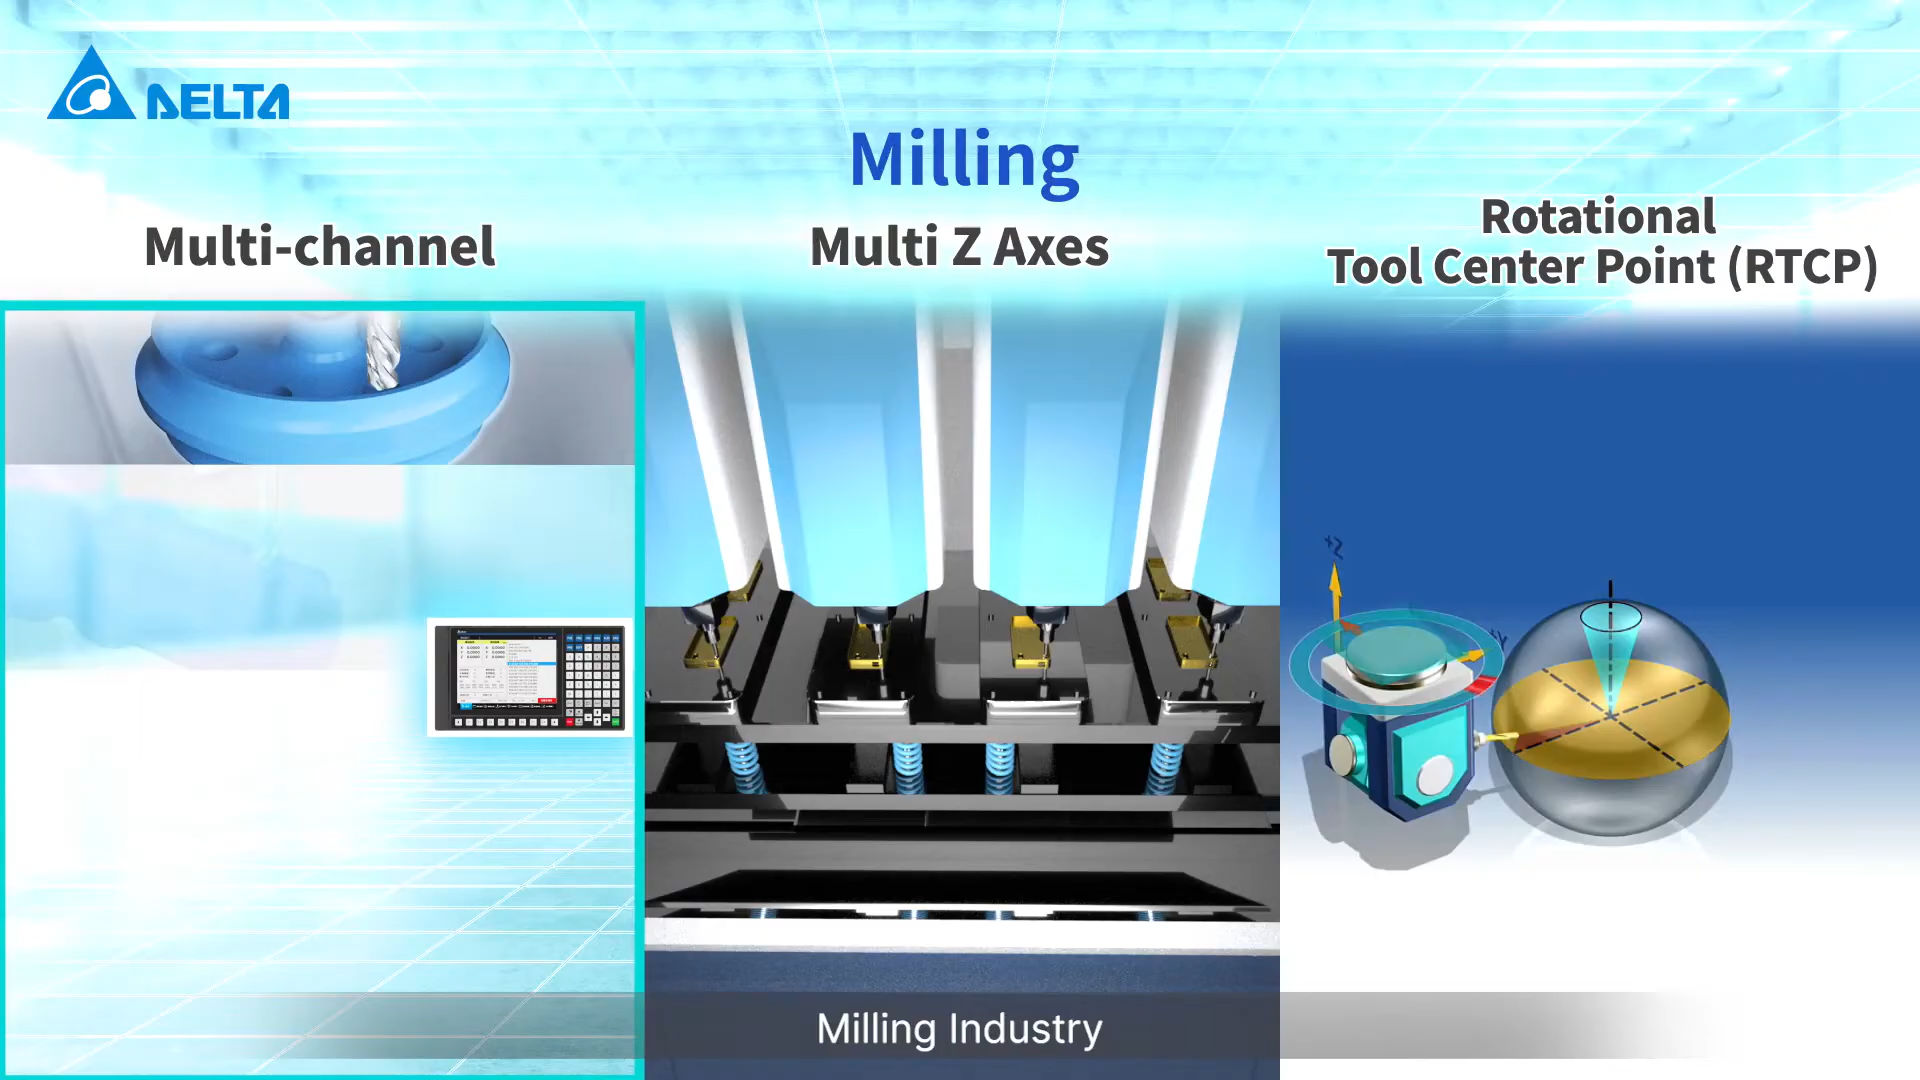 DELTA
Milling
Multi-channel
Multi Z Axes
Rotational
Tool Center Point (RTCP)
+Z
Milling Industry